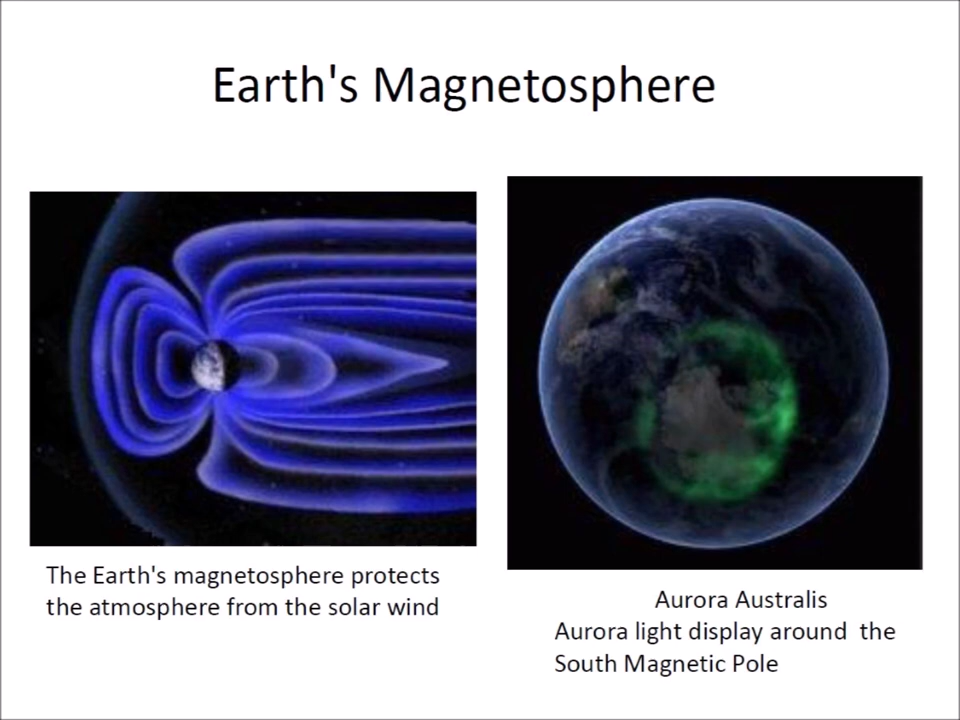 Earth's Magnetosphere
The Earth's magnetosphere protects
the atmosphere from the solar wind
Aurora Australis
Aurora light display around  the
South Magnetic Pole